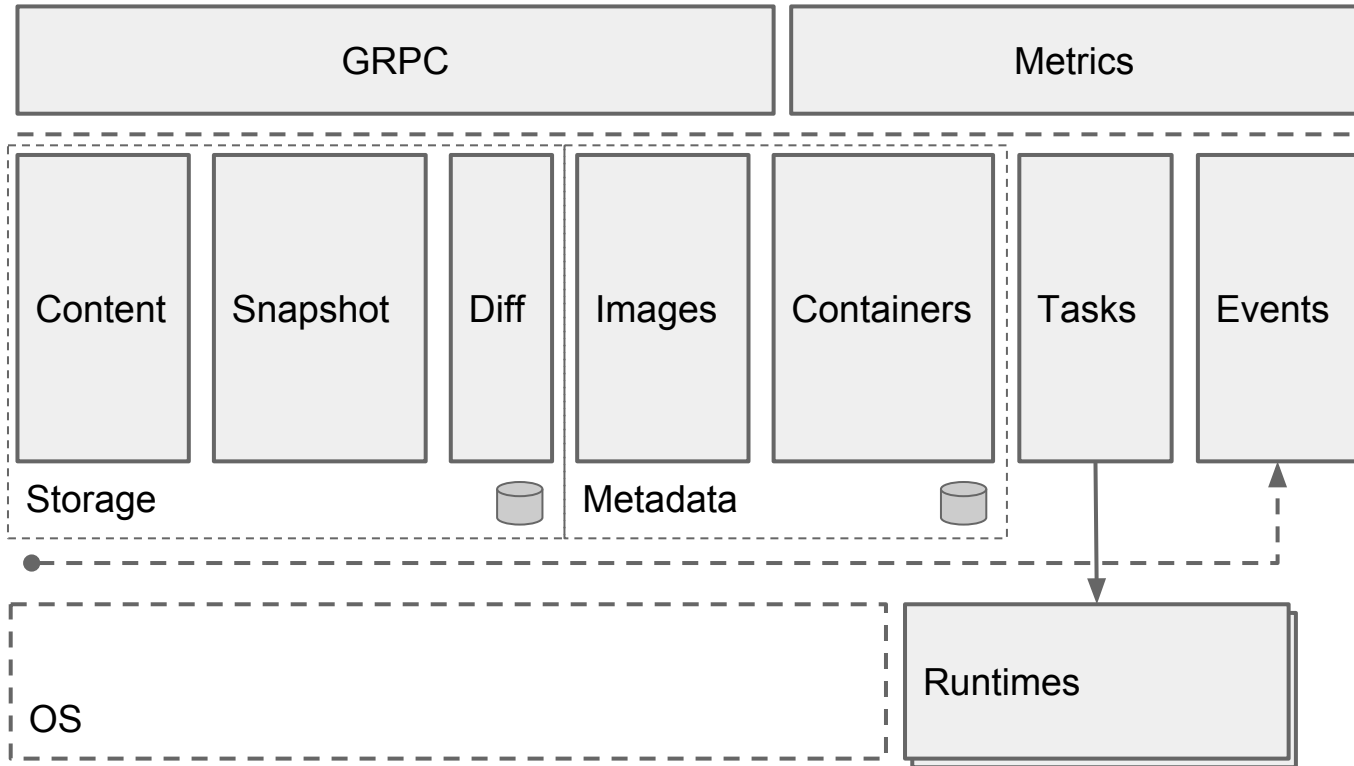 GRPC
Metrics
Content
Snapshot
Diff
Images
Containers
Tasks
Events
Storage
Metadata
OS
Runtimes